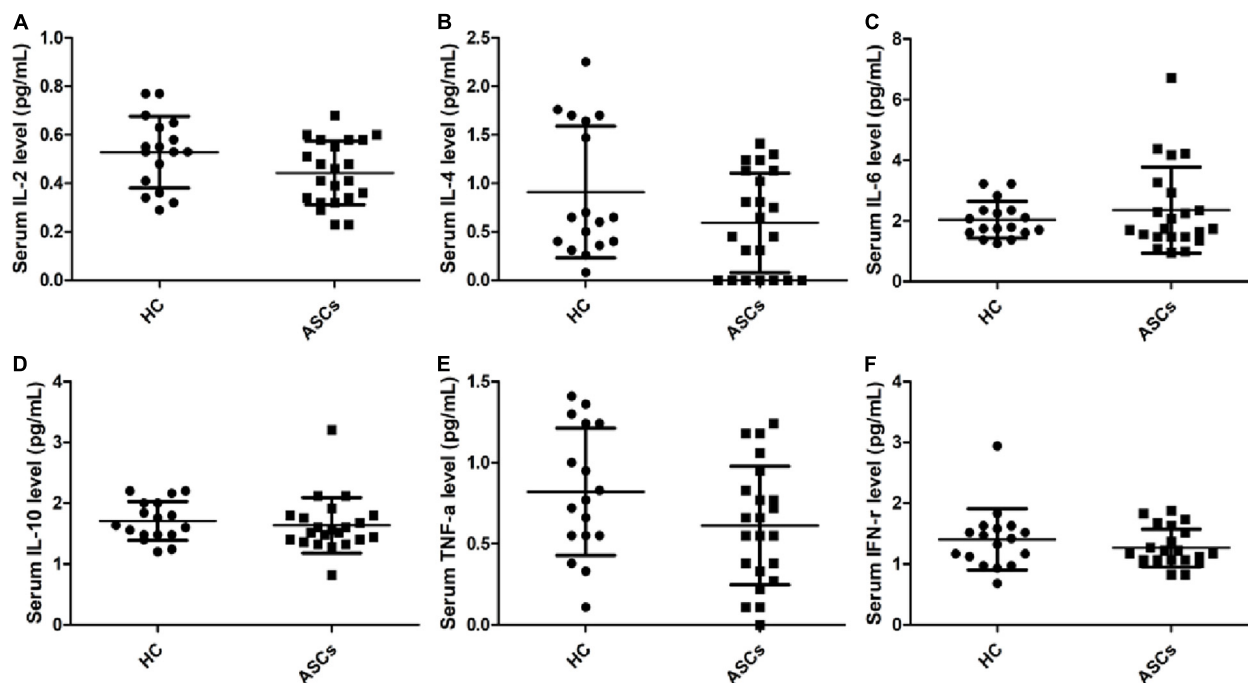 A
Serum IL-2 level (pg/mL)
1.0
0.8
0.6
0.4
0.2
0.0
HC
ASCs
B
Serum IL-4 level (pg/mL)
2.5
2.0
1.5
1.0
0.5
0.0
HC
ASCs
C
Serum IL-6 level (pg/mL)
8
6
4
2
0
HC
ASCs
D
Serum IL-10 level (pg/mL)
4
3
2
1
0
HC
ASCs
E
Serum TNF-a level (pg/mL)
1.5
1.0
0.5
0.0
HC
ASCs
F
Serum IFN-r level (pg/mL)
4
3
2
1
0
HC
ASCs